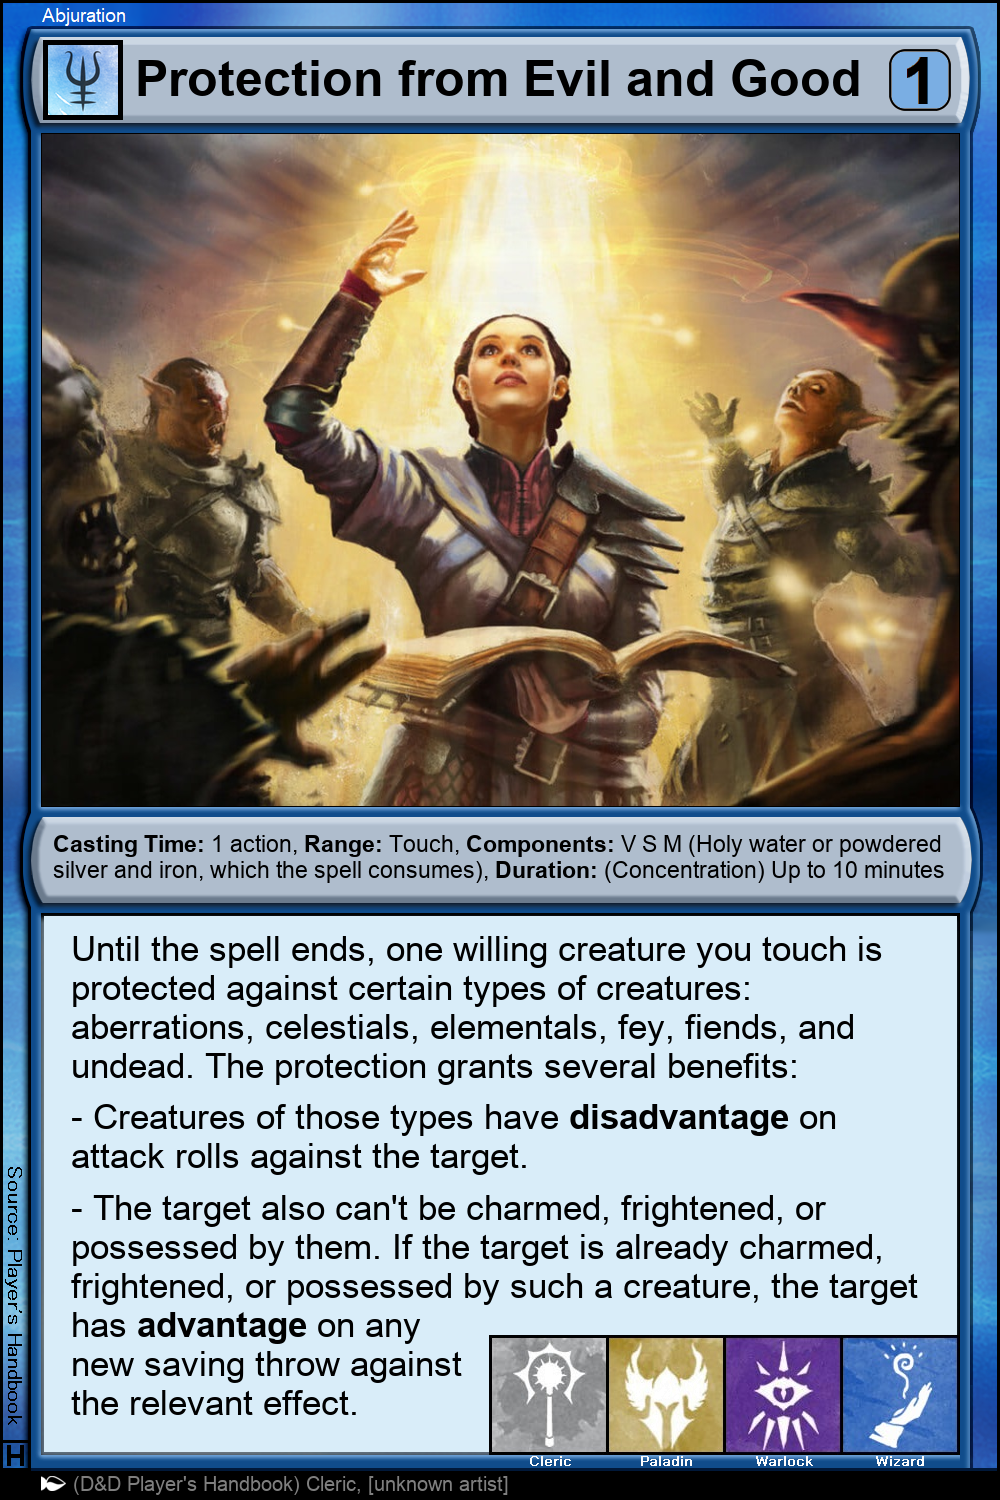 Abjuration
Protection from Evil and Good
1
Casting Time: 1 action, Range: Touch, Components: V S M (Holy water or powdered
silver and iron, which the spell consumes), Duration: (Concentration) Up to 10 minutes
Until the spell ends, one willing creature you touch is
protected against certain types of creatures:
aberrations, celestials, elementals, fey, fiends, and
undead. The protection grants several benefits:
- Creatures of those types have disadvantage on
attack rolls against the target.
- The target also can't be charmed, frightened, or
possessed by them. If the target is already charmed,
frightened, or possessed by such a creature, the target
has advantage on any
new saving throw against
the relevant effect.
Cleric
Paladin
Warlock
Wizard
Source: Player's Handbook
H
(D&D Player's Handbook) Cleric, [unknown artist]